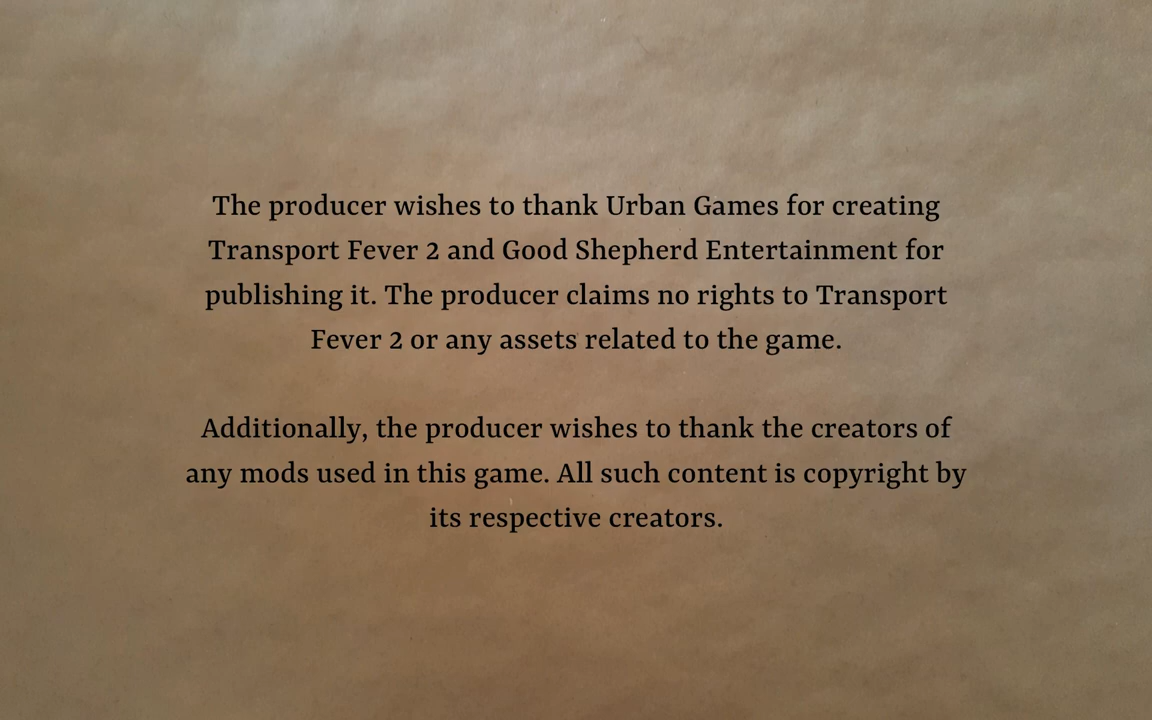 The producer wishes to thank Urban Games for creating
Transport Fever 2 and Good Shepherd Entertainment for
publishing it. The producer claims no rights to Transport
Fever 2 or any assets related to the game.
Additionally, the producer wishes to thank the creators of
any mods used in this game. All such content is copyright by
its respective creators.